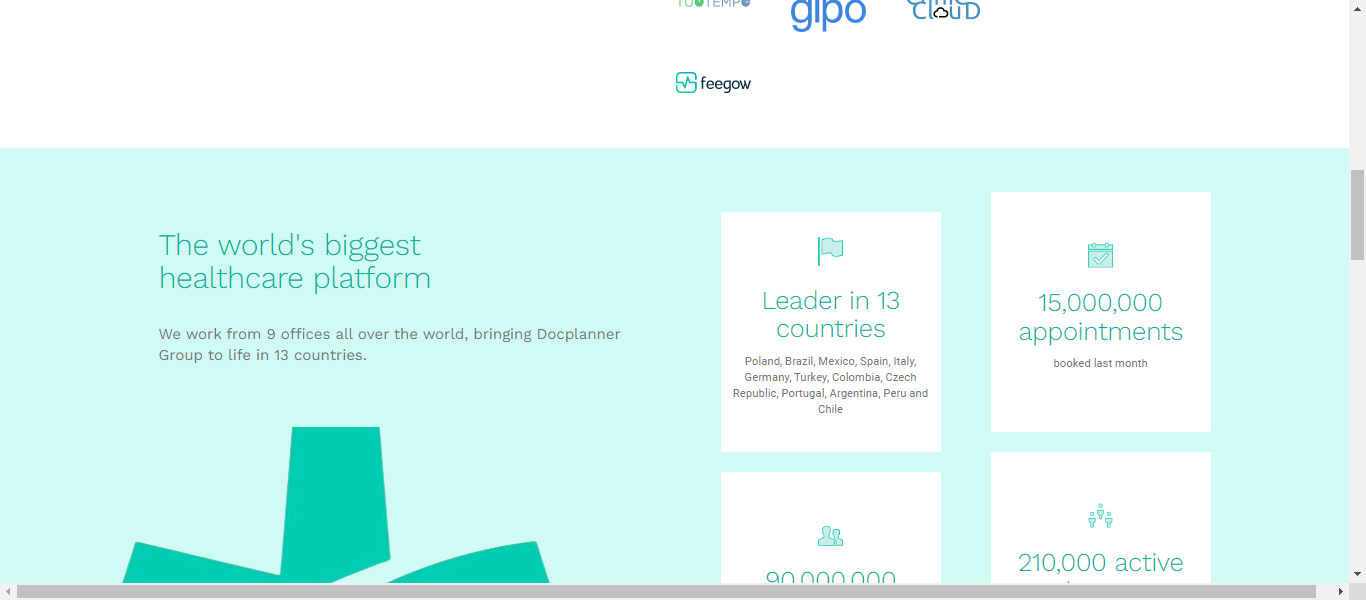 TUOTEMPO
gipo
CLOUD
feegow
The world's biggest
healthcare platform
We work from 9 offices all over the world, bringing Docplanner
Group to life in 13 countries.
Leader in 13
countries
Poland, Brazil, Mexico, Spain, Italy,
Germany, Turkey, Colombia, Czech
Republic, Portugal, Argentina, Peru and
Chile
15,000,000
appointments
booked last month
90,000,000
210,000 active